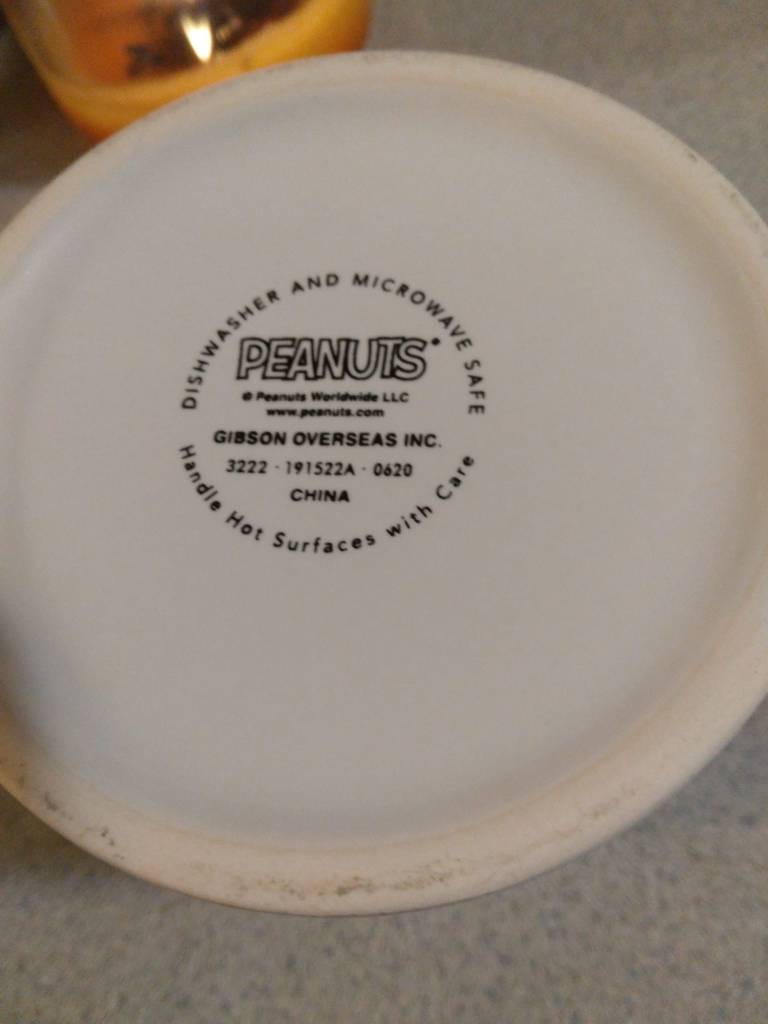 DISHWASHER AND MICROWAVE SAFE
PEANUTS
© Peanuts Worldwide LLC
www.peanuts.com
GIBSON OVERSEAS INC.
3222 · 191522A · 0620
CHINA
Handle Hot Surfaces with Care